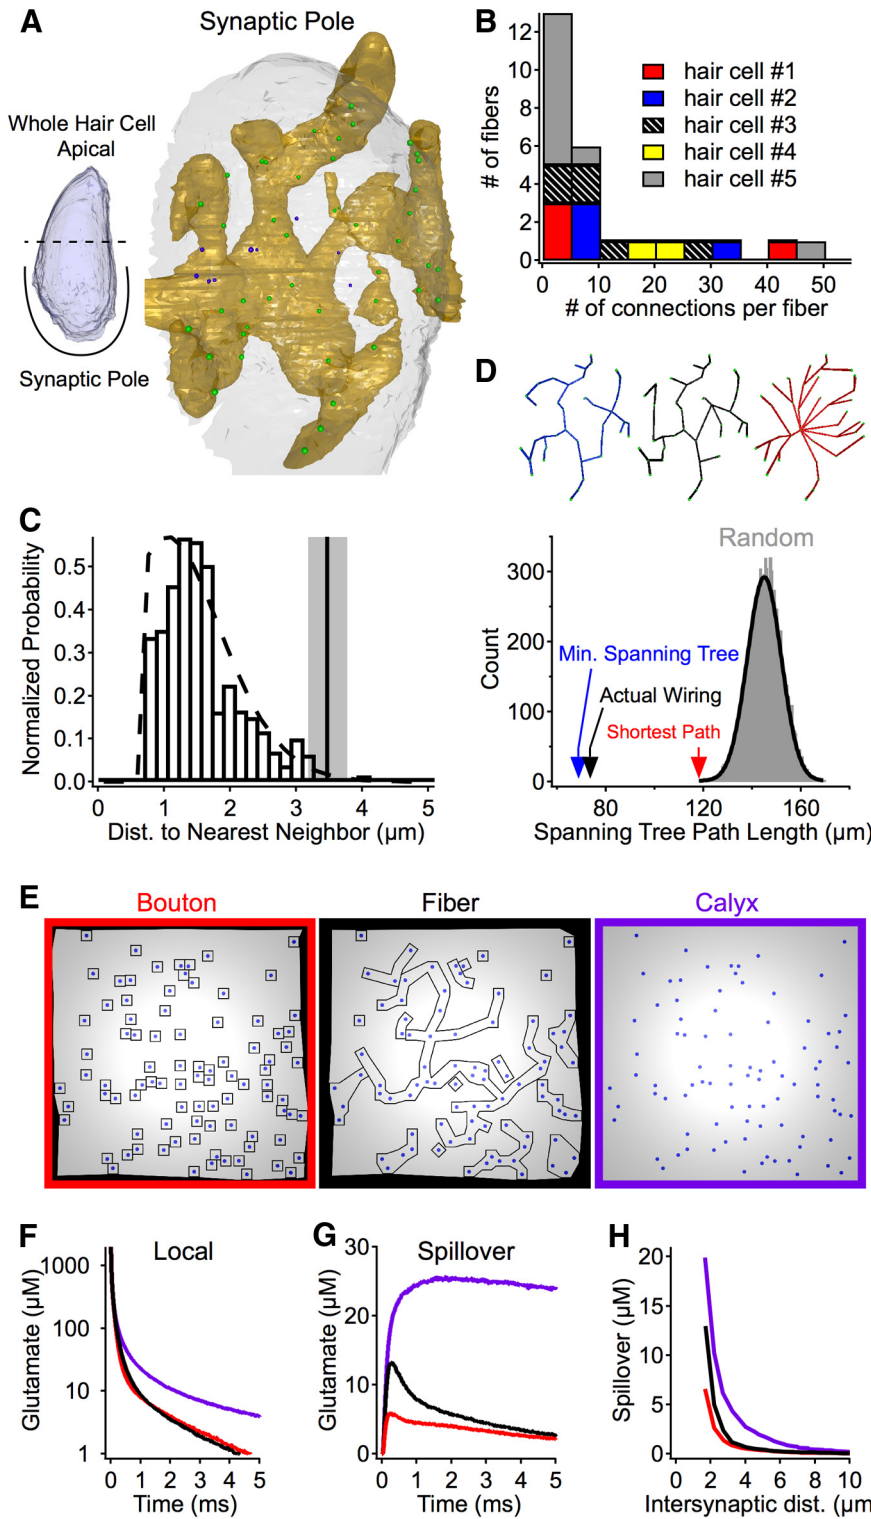 A
Synaptic Pole
Whole Hair Cell
Apical
Synaptic Pole
B
# of fibers
12
10
8
6
4
2
0
hair cell #1
hair cell #2
hair cell #3
hair cell #4
hair cell #5
0 10 20 30 40 50
# of connections per fiber
C
Normalized Probability
0.5
0.4
0.3
0.2
0.1
0.0
0 1 2 3 4 5
Dist. to Nearest Neighbor (µm)
D
Random
Count
300
200
100
0
Min. Spanning Tree
Actual Wiring
Shortest Path
80 120 160
Spanning Tree Path Length (µm)
E
Bouton
Fiber
Calyx
F
Local
Glutamate (µM)
1000
100
10
1
0 1 2 3 4 5
Time (ms)
G
Spillover
Glutamate (µM)
30
20
10
0
0 1 2 3 4 5
Time (ms)
H
Spillover (µM)
20
15
10
5
0
0 2 4 6 8 10
Intersynaptic dist. (µm